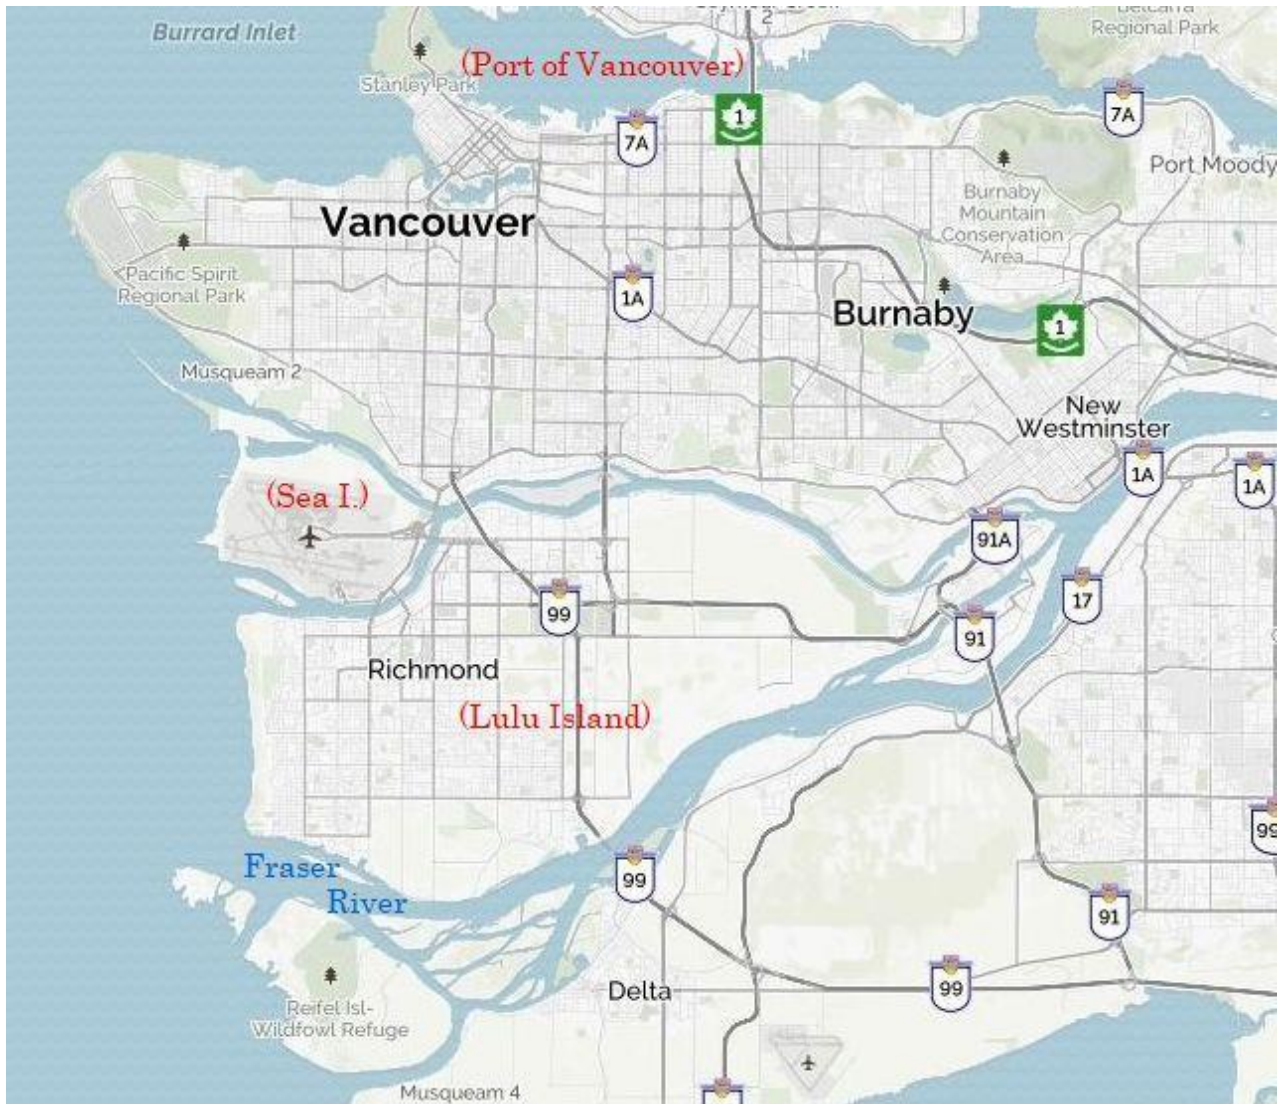 Burrard Inlet
2
Belcarra
Regional Park
(Port of Vancouver)
Stanley Park
1
7A
7A
Port Moody
Burnaby
Mountain
Conservation
Area
Vancouver
Pacific Spirit
Regional Park
1A
Burnaby
1
Musqueam 2
New
Westminster
1A
1A
(Sea I.)
91A
17
99
91
Richmond
(Lulu Island)
99
Fraser
River
99
91
99
Delta
Reifel Isl-
Wildfowl Refuge
Musqueam 4